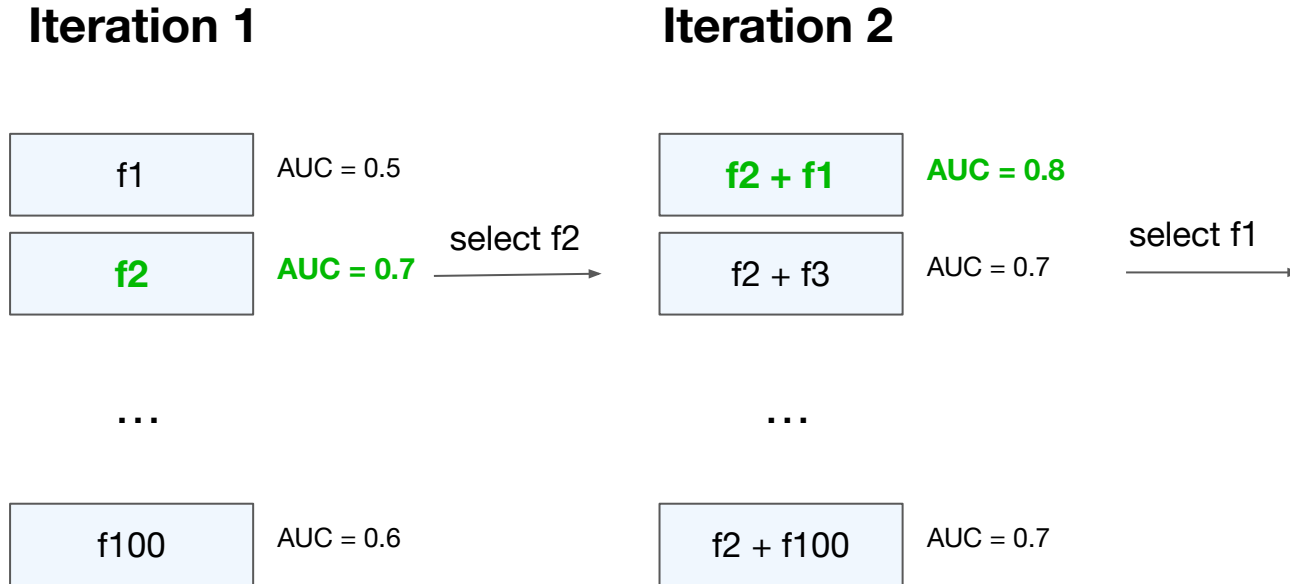 Iteration 1
Iteration 2
f1
AUC = 0.5
f2 + f1
AUC = 0.8
f2
AUC = 0.7
select f2
f2 + f3
AUC = 0.7
select f1
...
...
f100
AUC = 0.6
f2 + f100
AUC = 0.7